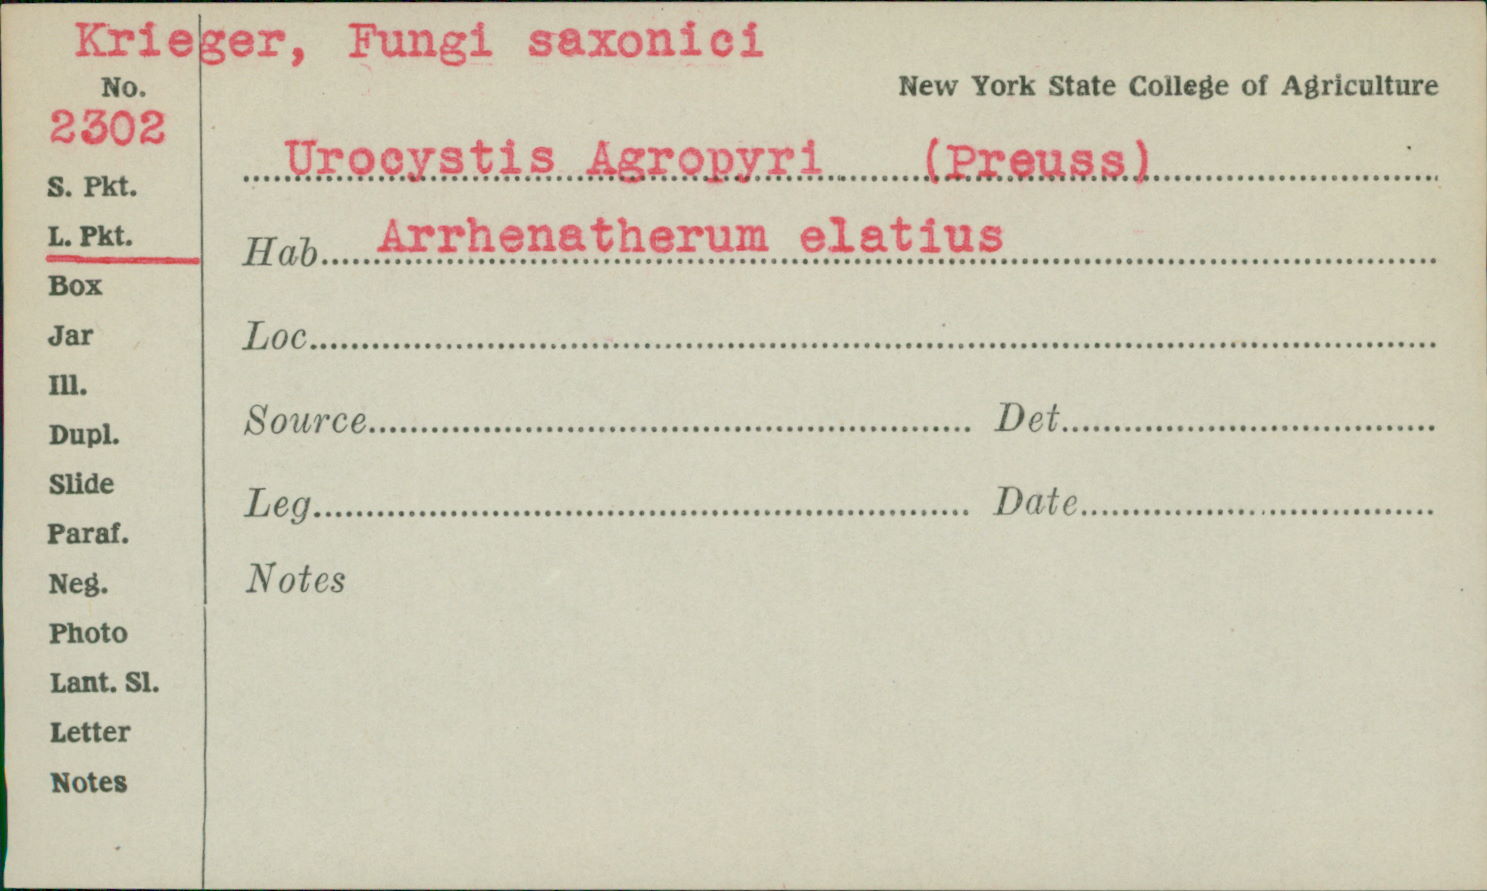 Krieger, Fungi saxonici
No.
New York State College of Agriculture
2302
Urocystis Agropyri (Preuss)
S. Pkt.
L. Pkt.
Hab. Arrhenatherum elatius
Box
Jar
Loc.
Ill.
Source Det.
Dupl.
Slide
Leg. Date
Paraf.
Neg.
Notes
Photo
Lant. Sl.
Letter
Notes